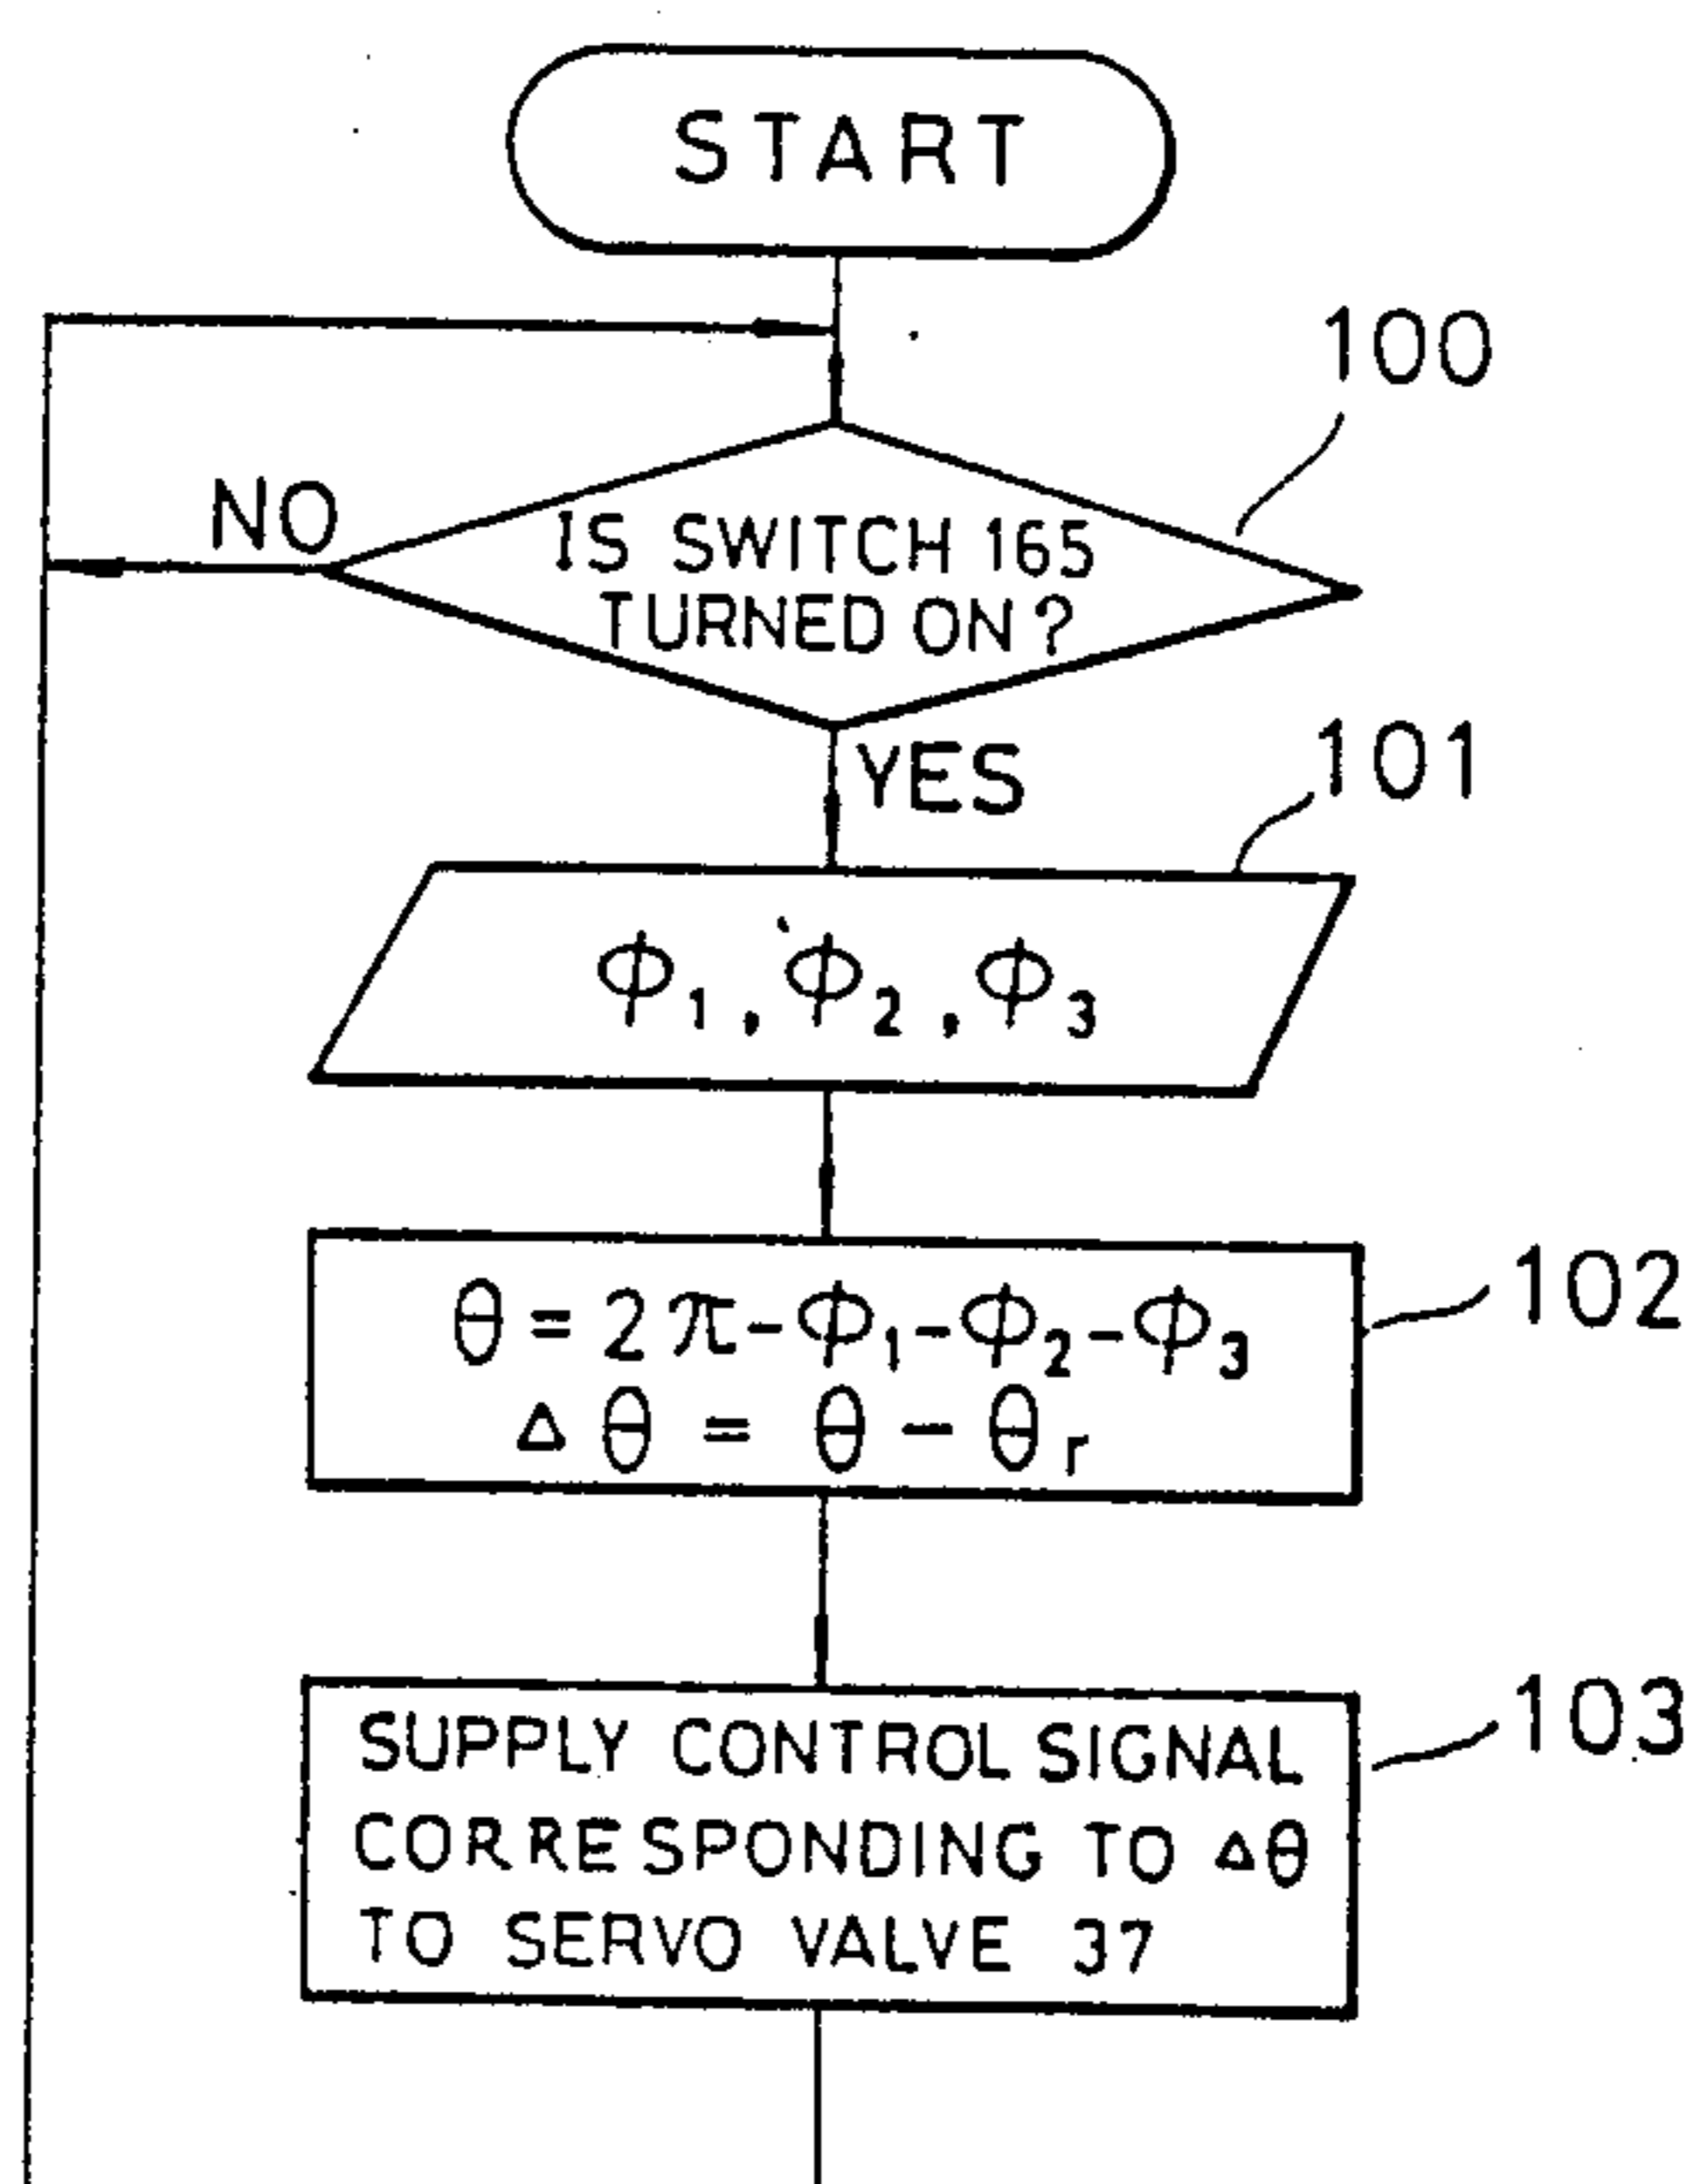 START
100
NO
IS SWITCH 165
TURNED ON?
YES
101
ϕ₁, ϕ₂, ϕ₃
102
θ = 2π-ϕ₁-ϕ₂-ϕ₃
Δθ = θ - θᵣ
103
SUPPLY CONTROL SIGNAL
CORRESPONDING TO Δθ
TO SERVO VALVE 37